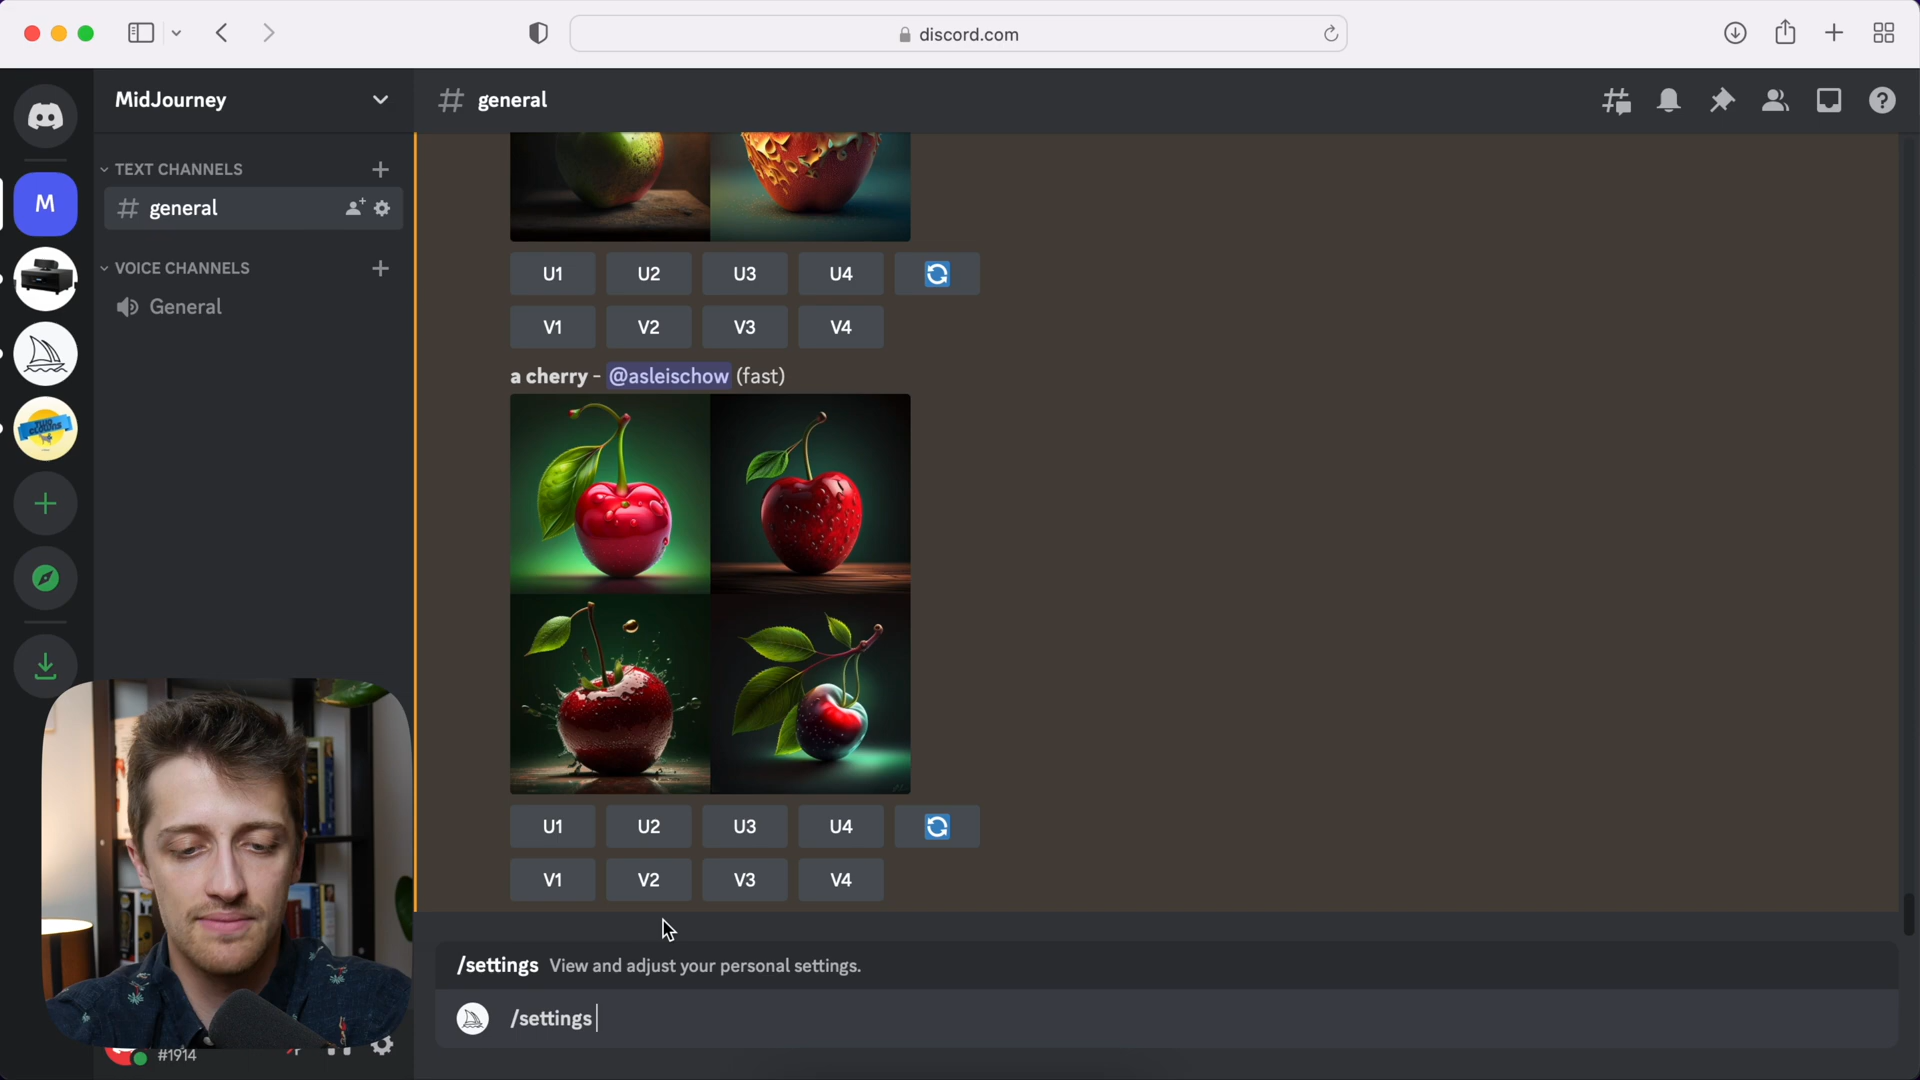 discord.com
MidJourney
general
TEXT CHANNELS
general
VOICE CHANNELS
General
M
TWO
CLOWNS
U1 U2 U3 U4
V1 V2 V3 V4
a cherry - @asleischow (fast)
U1 U2 U3 U4
V1 V2 V3 V4
/settings View and adjust your personal settings.
/settings
#1914